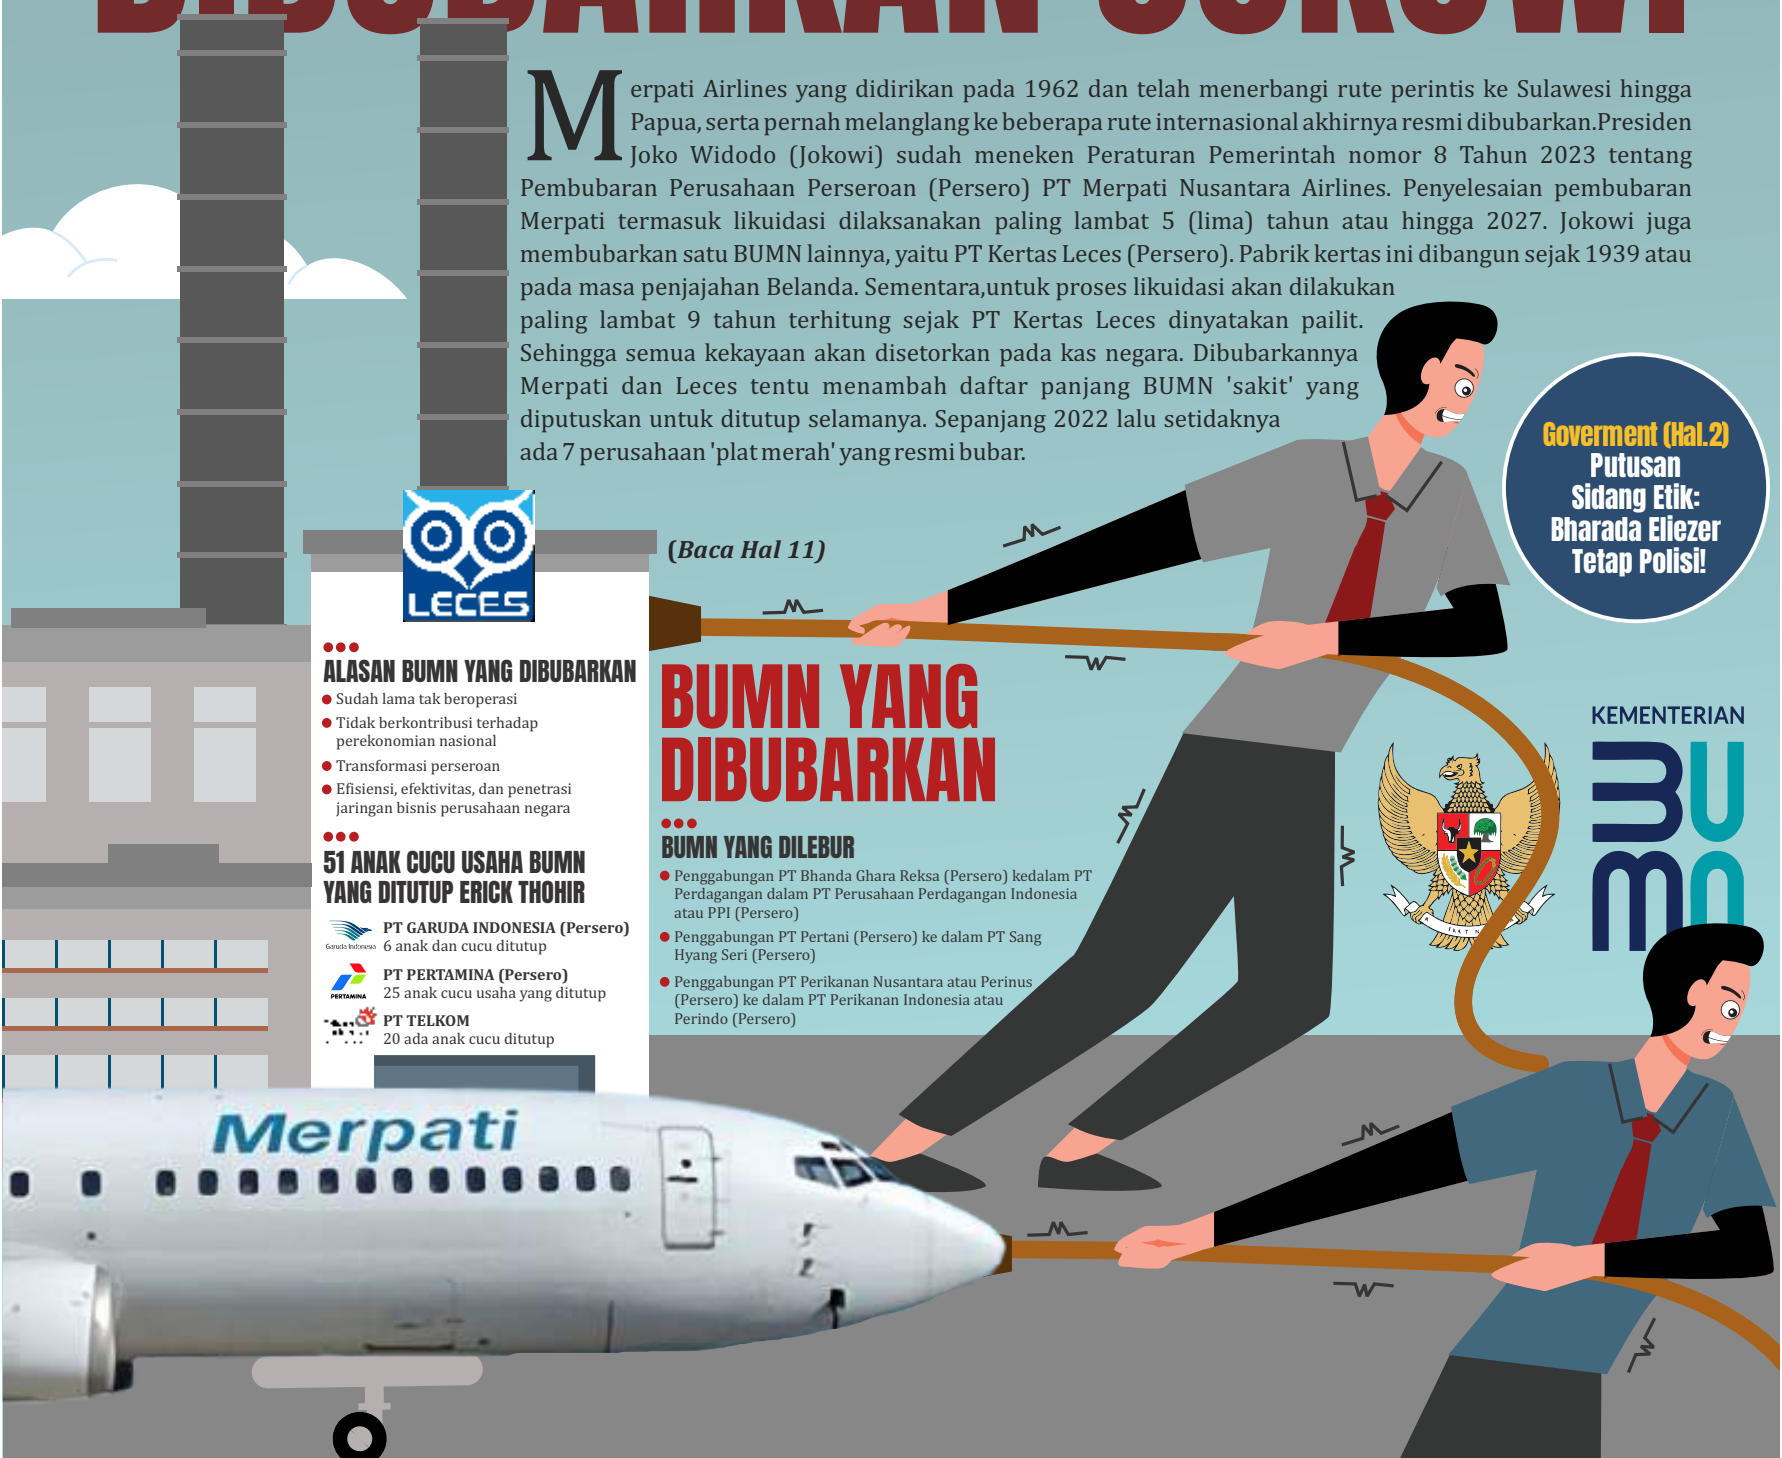 DIBUBARKAN JOKOWI
Merpati Airlines yang didirikan pada 1962 dan telah menerbangi rute perintis ke Sulawesi hingga
Papua, serta pernah melanglang ke beberapa rute internasional akhirnya resmi dibubarkan.Presiden
Joko Widodo (Jokowi) sudah meneken Peraturan Pemerintah nomor 8 Tahun 2023 tentang
Pembubaran Perusahaan Perseroan (Persero) PT Merpati Nusantara Airlines. Penyelesaian pembubaran
Merpati termasuk likuidasi dilaksanakan paling lambat 5 (lima) tahun atau hingga 2027. Jokowi juga
membubarkan satu BUMN lainnya, yaitu PT Kertas Leces (Persero). Pabrik kertas ini dibangun sejak 1939 atau
pada masa penjajahan Belanda. Sementara,untuk proses likuidasi akan dilakukan
paling lambat 9 tahun terhitung sejak PT Kertas Leces dinyatakan pailit.
Sehingga semua kekayaan akan disetorkan pada kas negara. Dibubarkannya
Merpati dan Leces tentu menambah daftar panjang BUMN 'sakit' yang
diputuskan untuk ditutup selamanya. Sepanjang 2022 lalu setidaknya
ada 7 perusahaan 'plat merah' yang resmi bubar.
(Baca Hal 11)
Goverment (Hal.2)
Putusan
Sidang Etik:
Bharada Eliezer
Tetap Polisi!
LECES
ALASAN BUMN YANG DIBUBARKAN
Sudah lama tak beroperasi
Tidak berkontribusi terhadap
perekonomian nasional
Transformasi perseroan
Efisiensi, efektivitas, dan penetrasi
jaringan bisnis perusahaan negara
51 ANAK CUCU USAHA BUMN
YANG DITUTUP ERICK THOHIR
Garuda Indonesia
PT GARUDA INDONESIA (Persero)
6 anak dan cucu ditutup
PERTAMINA
PT PERTAMINA (Persero)
25 anak cucu usaha yang ditutup
PT TELKOM
20 ada anak cucu ditutup
BUMN YANG
DIBUBARKAN
BUMN YANG DILEBUR
Penggabungan PT Bhanda Ghara Reksa (Persero) kedalam PT
Perdagangan dalam PT Perusahaan Perdagangan Indonesia
atau PPI (Persero)
Penggabungan PT Pertani (Persero) ke dalam PT Sang
Hyang Seri (Persero)
Penggabungan PT Perikanan Nusantara atau Perinus
(Persero) ke dalam PT Perikanan Indonesia atau
Perindo (Persero)
KEMENTERIAN
BUMN
Merpati